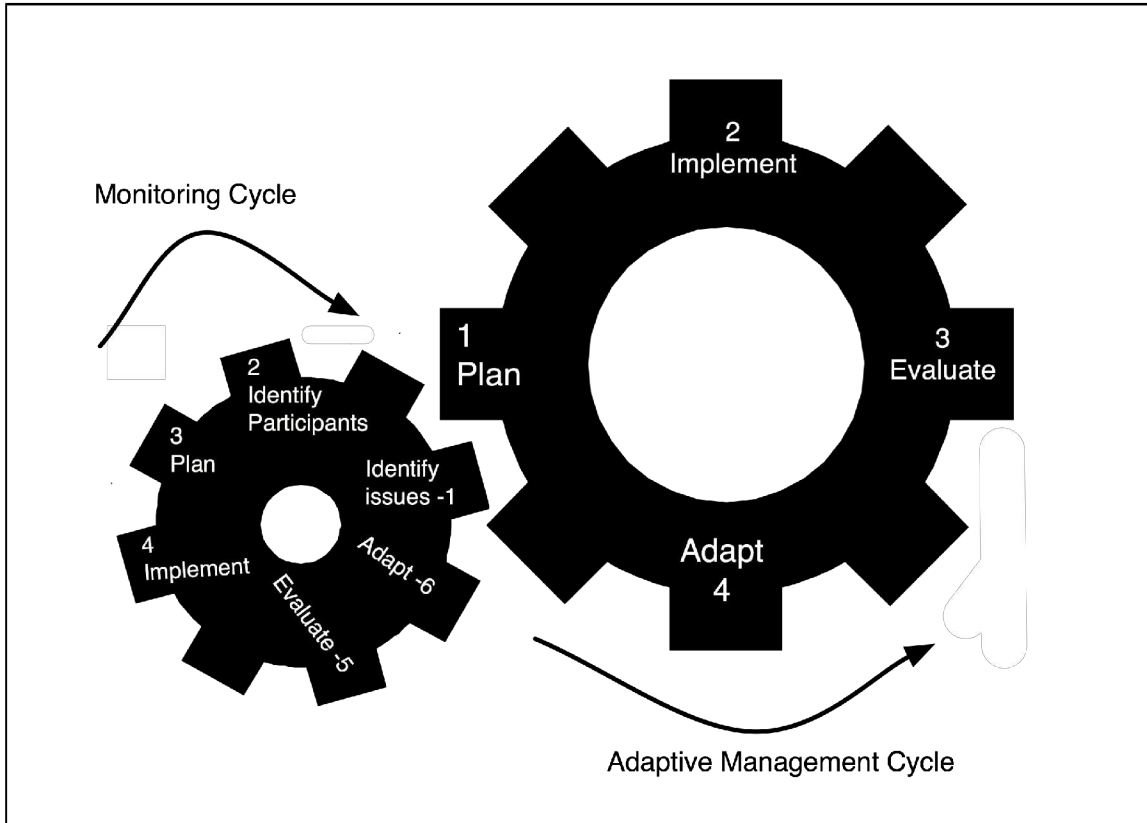 Monitoring Cycle
2
Identify
Participants
3
Plan
Identify
issues -1
4
Implement
Adapt -6
Evaluate -5
2
Implement
1
Plan
3
Evaluate
Adapt
4
Adaptive Management Cycle